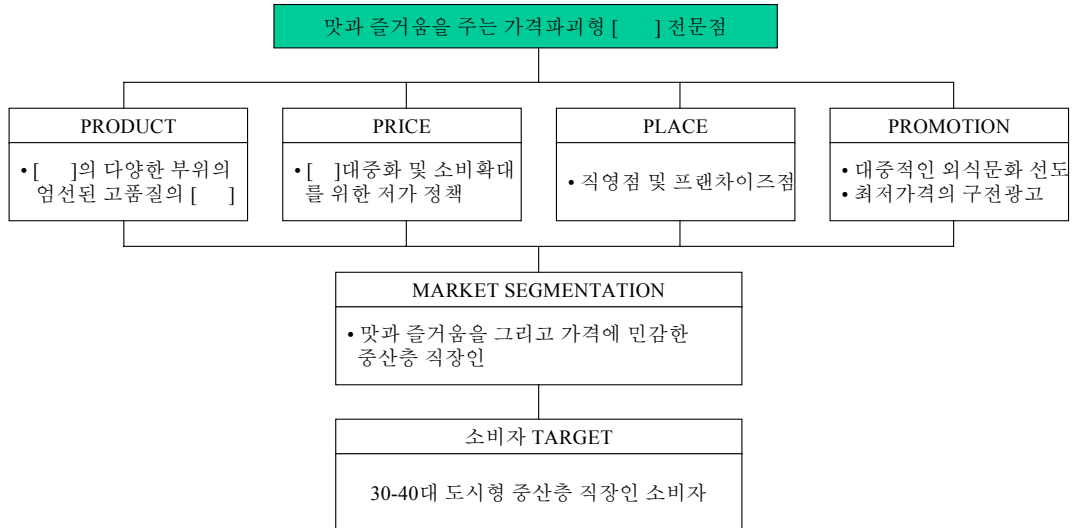 맛과 즐거움을 주는 가격파괴형 [     ] 전문점
PRODUCT
• [     ]의 다양한 부위의
엄선된 고품질의 [     ]
PRICE
• [   ]대중화 및 소비확대
를 위한 저가 정책
PLACE
• 직영점 및 프랜차이즈점
PROMOTION
• 대중적인 외식문화 선도
• 최저가격의 구전광고
MARKET SEGMENTATION
• 맛과 즐거움을 그리고 가격에 민감한
중산층 직장인
소비자 TARGET
30-40대 도시형 중산층 직장인 소비자